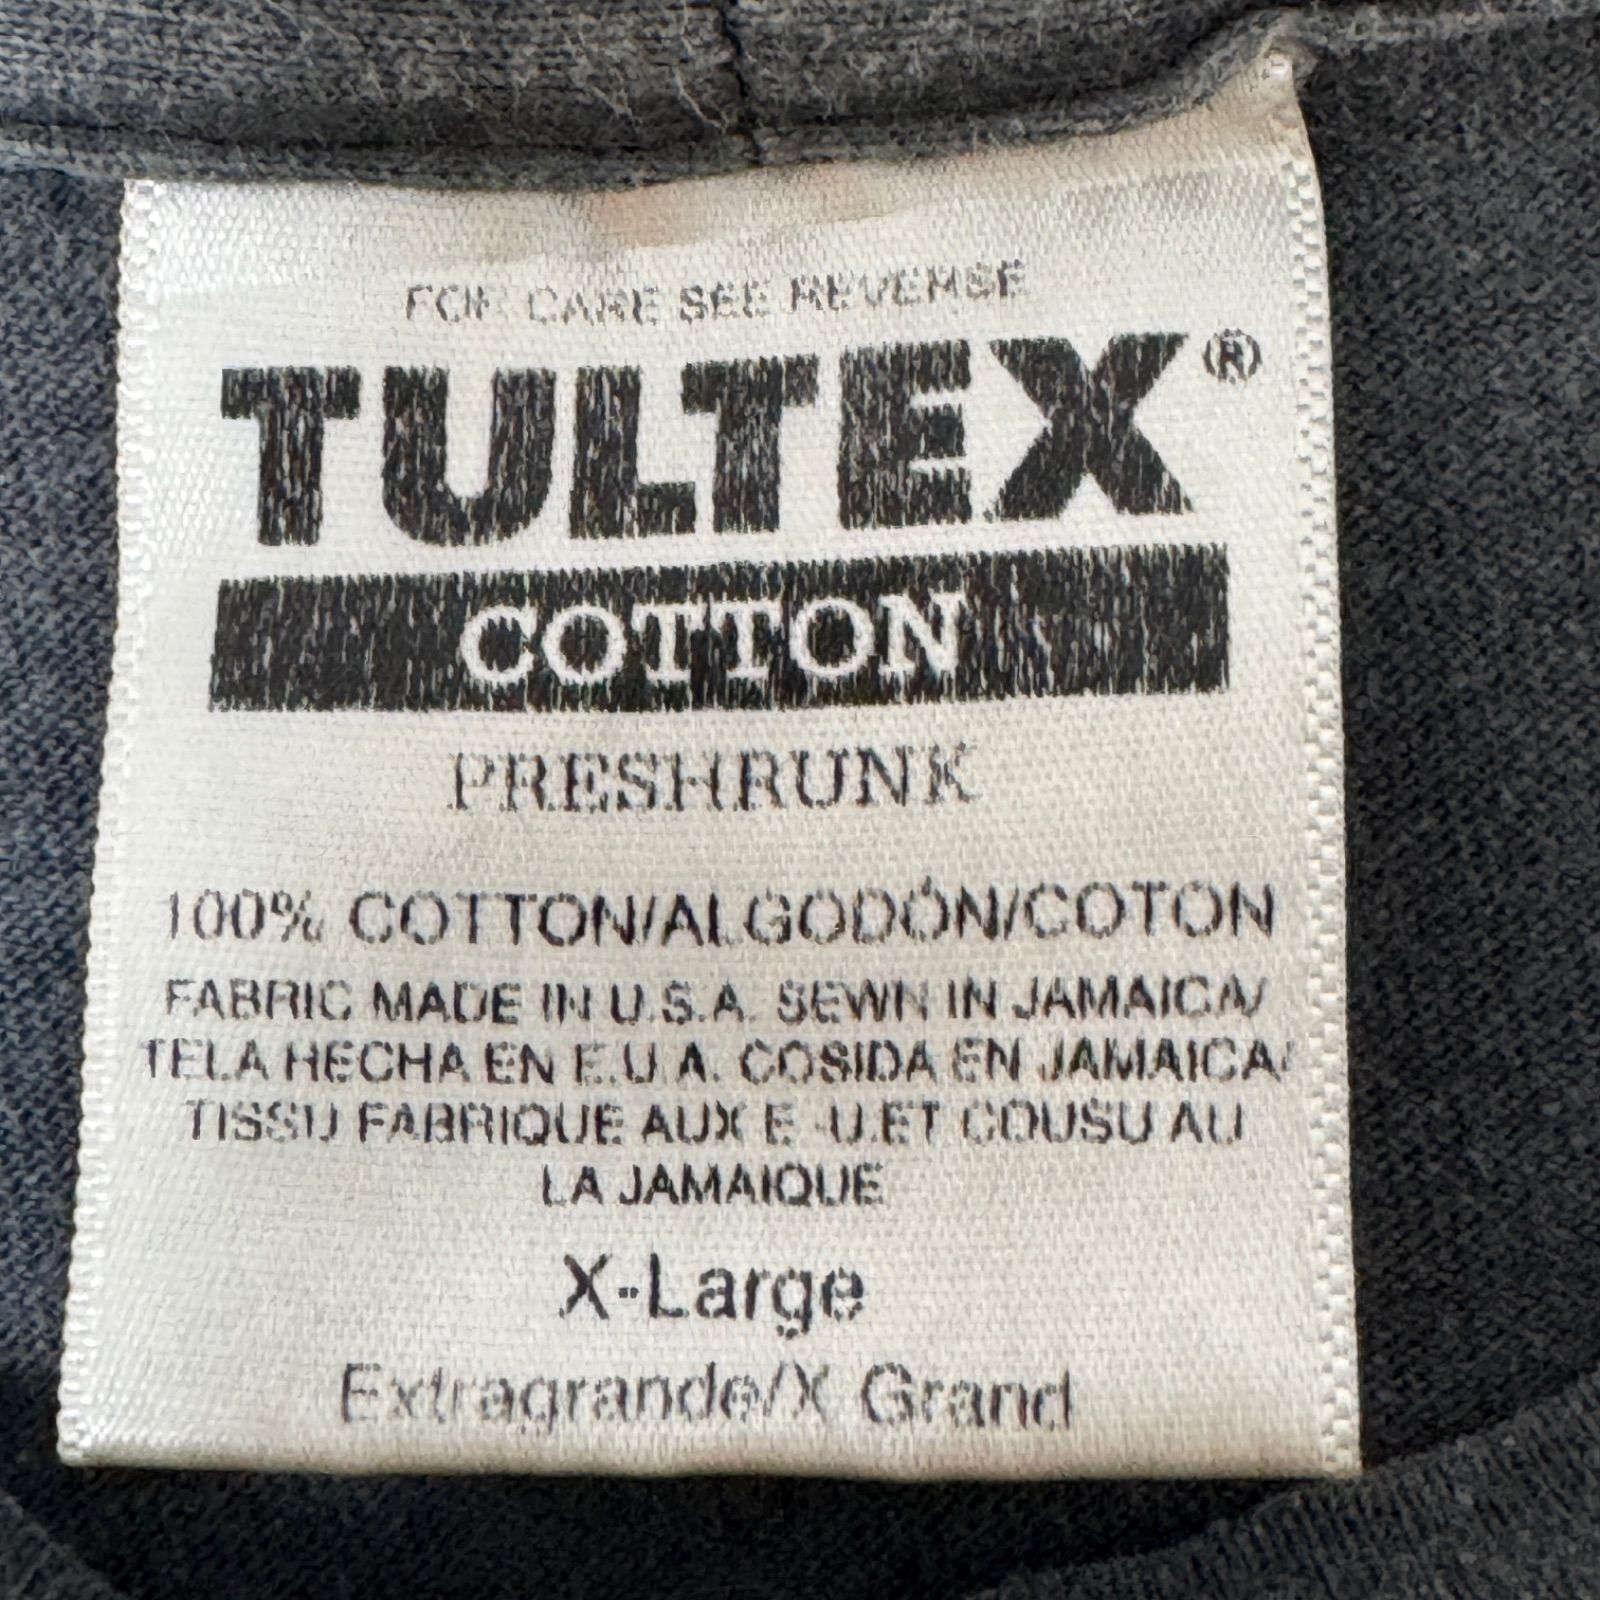 FOR CARE SEE REVERSE
TULTEX®
COTTON
PRESHRUNK
100% COTTON/ALGODÓN/COTON
FABRIC MADE IN U.S.A. SEWN IN JAMAICA/
TELA HECHA EN E.U.A. COSIDA EN JAMAICA/
TISSU FABRIQUE AUX E.-U.ET COUSU AU
LA JAMAIQUE
X-Large
Extragrande/X Grand